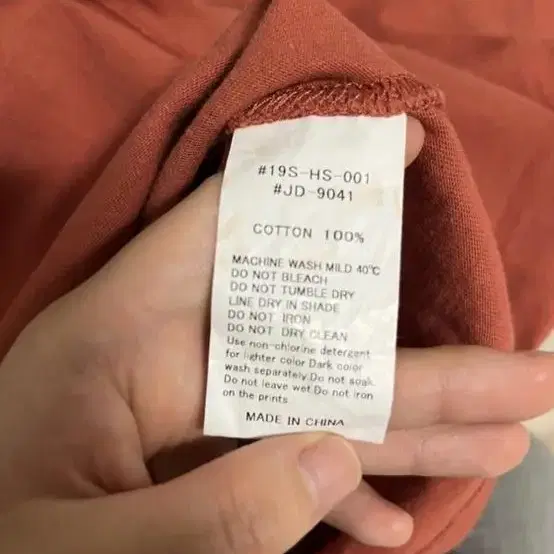 #19S-HS-001
#JD-9041
COTTON 100%
MACHINE WASH MILD 40℃
DO NOT BLEACH
DO NOT TUMBLE DRY
LINE DRY IN SHADE
DO NOT IRON
DO NOT DRY CLEAN
Use non-chlorine detergent
for lighter color Dark color
wash separately Do not soak
Do not leave wet Do not iron
on the prints
MADE IN CHINA